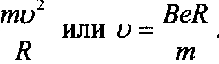 mυ²/R или υ = BeR/m.